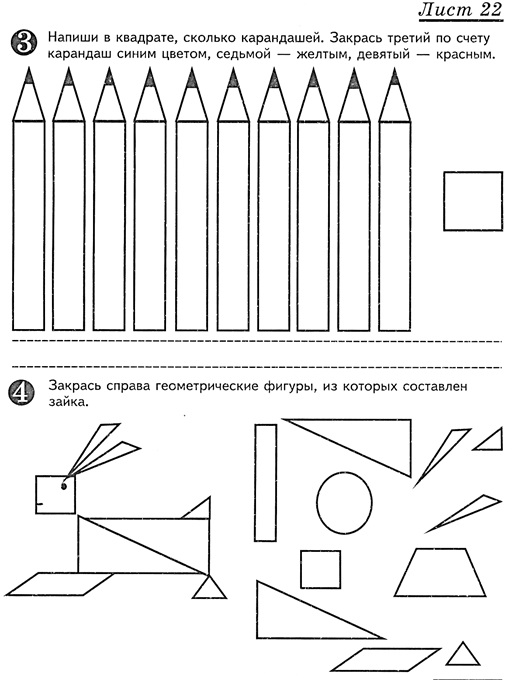 Лист 22
3 Напиши в квадрате, сколько карандашей. Закрась третий по счету
карандаш синим цветом, седьмой — желтым, девятый — красным.
4 Закрась справа геометрические фигуры, из которых составлен
зайка.